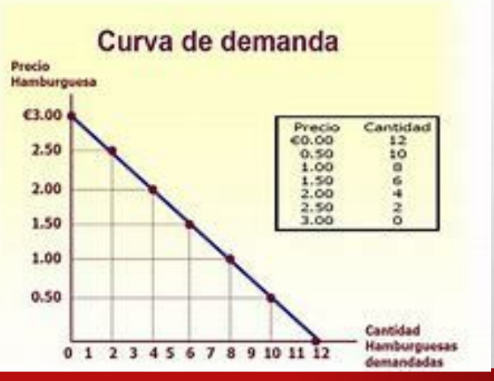 Curva de demanda
Precio
Hamburguesa
€3.00
2.50
2.00
1.50
1.00
0.50
0 1 2 3 4 5 6 7 8 9 10 11 12
Cantidad
Hamburguesas
demandadas
Precio Cantidad
€0.00 12
0.50 10
1.00 8
1.50 6
2.00 4
2.50 2
3.00 0